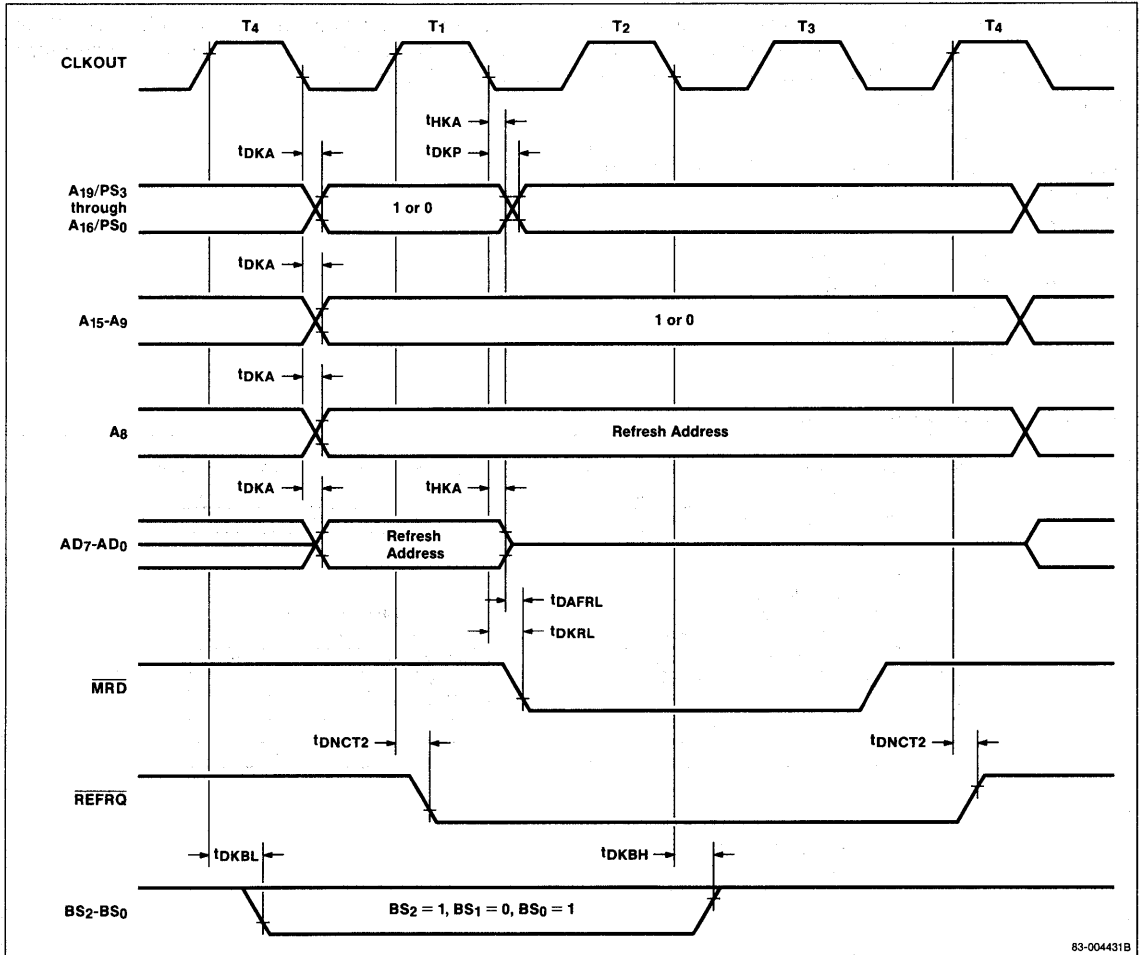 T4 T1 T2 T3 T4
CLKOUT
tHKA
tDKA
tDKP
A19/PS3
through
A16/PS0
1 or 0
tDKA
A15-A9
1 or 0
tDKA
A8
Refresh Address
tDKA
tHKA
AD7-AD0
Refresh
Address
tDAFRL
tDKRL
MRD
tDNCT2
tDNCT2
REFRQ
tDKBL
tDKBH
BS2-BS0
BS2 = 1, BS1 = 0, BS0 = 1
83-004431B